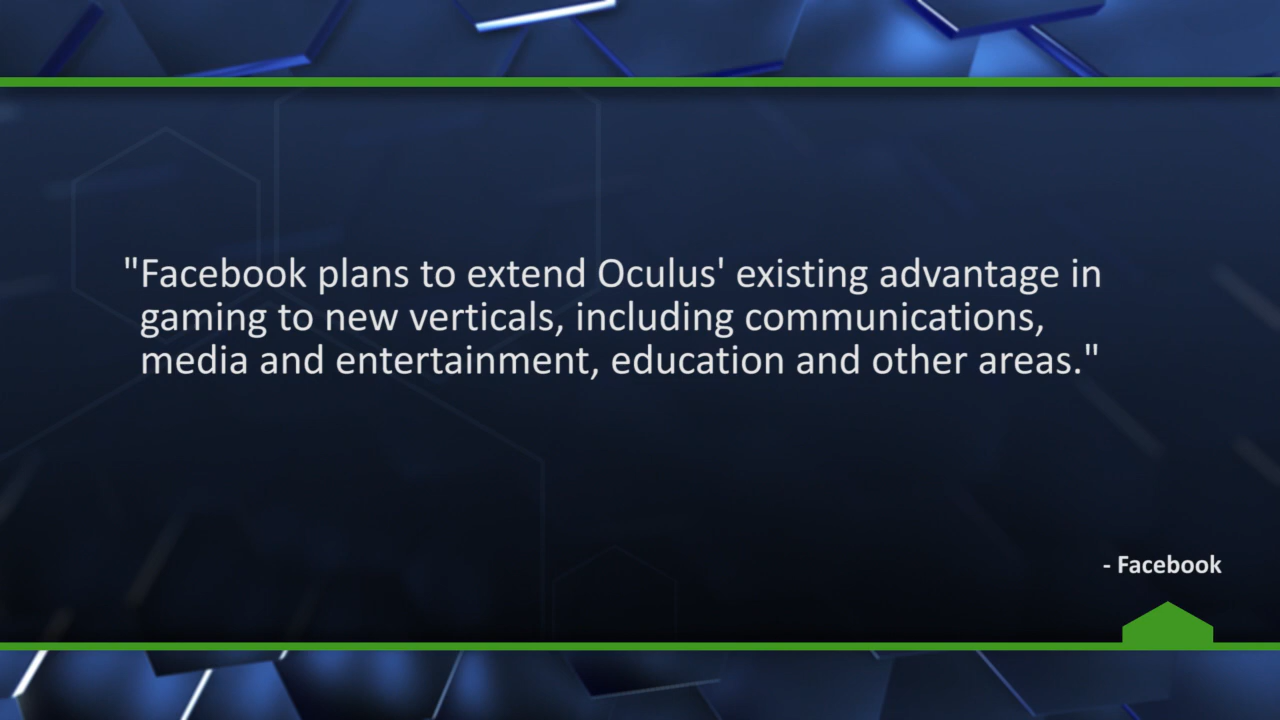 "Facebook plans to extend Oculus' existing advantage in
gaming to new verticals, including communications,
media and entertainment, education and other areas."
- Facebook